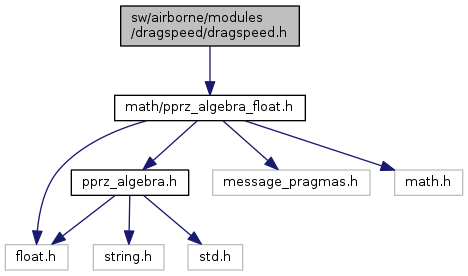 sw/airborne/modules
/dragspeed/dragspeed.h
math/pprz_algebra_float.h
pprz_algebra.h
message_pragmas.h
math.h
float.h
string.h
std.h